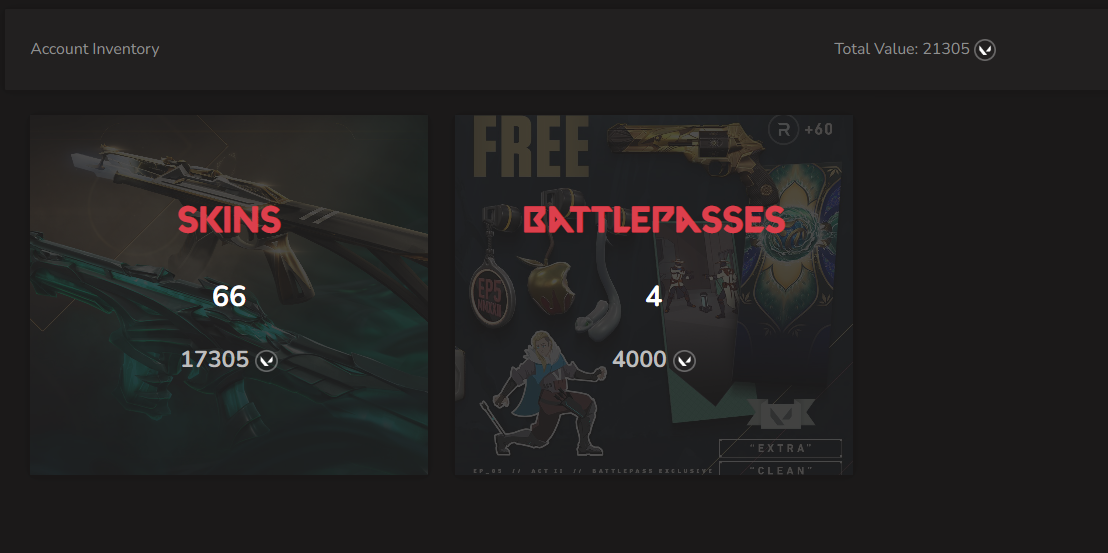 Account Inventory
Total Value: 21305
SKINS
66
17305
FREE
R +60
BATTLEPASSES
4
EP5
4000
"EXTRA"
EP_05 // ACT II // BATTLEPASS EXCLUSIVE
"CLEAN"